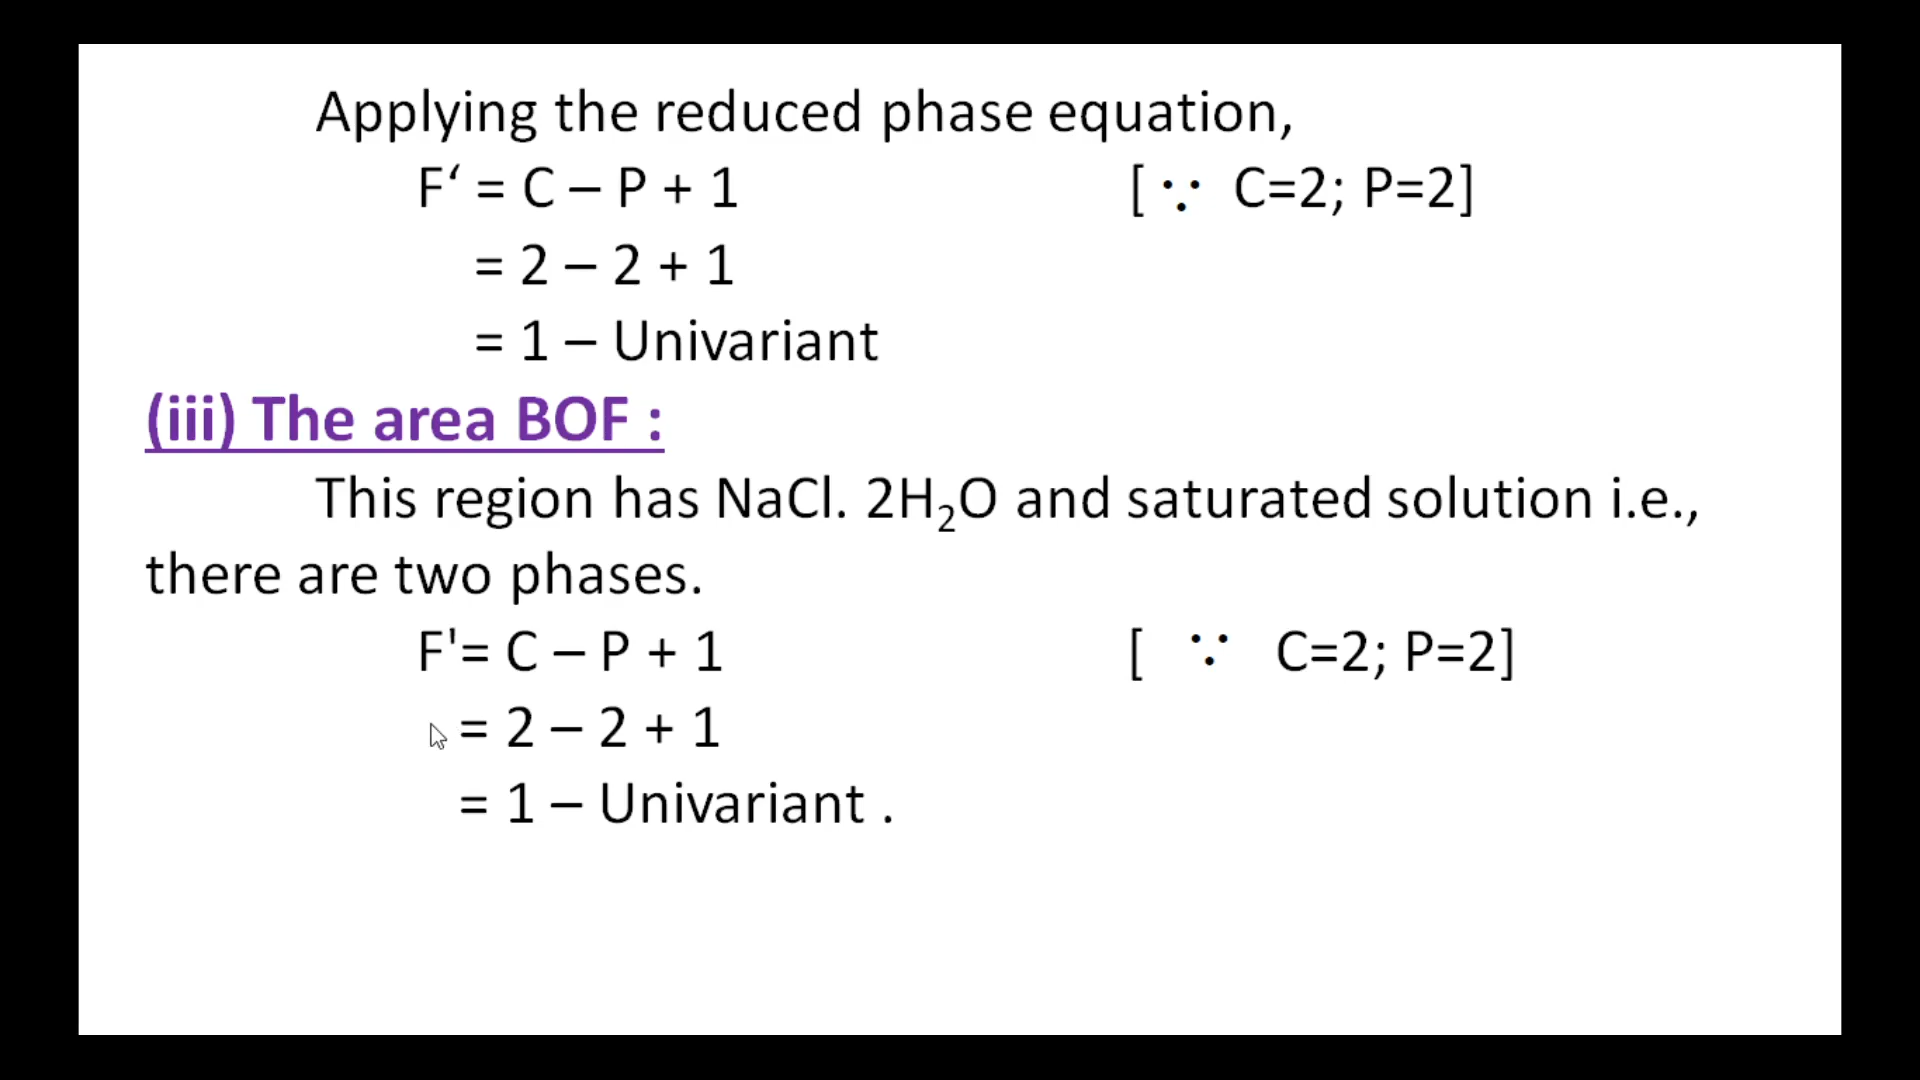 Applying the reduced phase equation,
F‘ = C – P + 1 [ ∵ C=2; P=2]
= 2 – 2 + 1
= 1 – Univariant
(iii) The area BOF :
This region has NaCl. 2H₂O and saturated solution i.e.,
there are two phases.
F'= C – P + 1 [ ∵ C=2; P=2]
= 2 – 2 + 1
= 1 – Univariant .